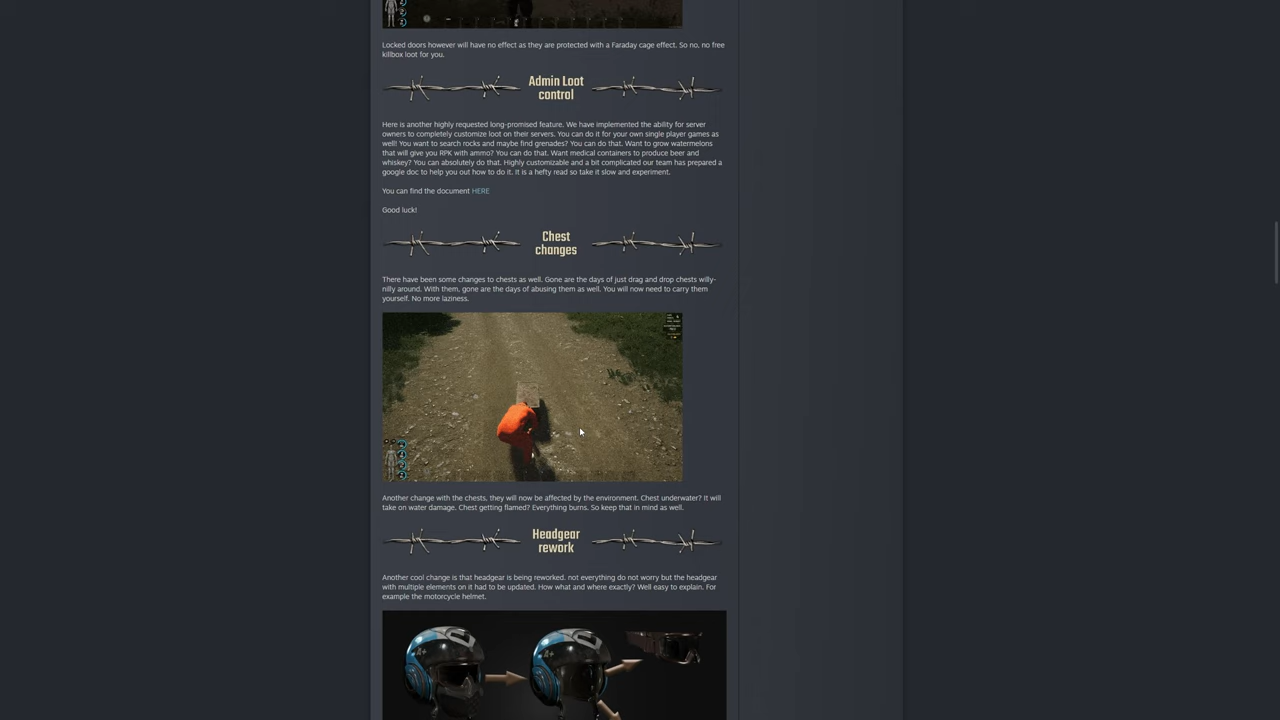 Locked doors however will have no effect as they are protected with a Faraday cage effect. So no, no free
killbox loot for you.
Admin Loot
control
Here is another highly requested long-promised feature. We have implemented the ability for server
owners to completely customize loot on their servers. You can do it for your own single player games as
well! You want to search rocks and maybe find grenades? You can do that. Want to grow watermelons
that will give you RPK with ammo? You can do that. Want medical containers to produce beer and
whiskey? You can absolutely do that. Highly customizable and a bit complicated our team has prepared a
google doc to help you out how to do it. It is a hefty read so take it slow and experiment.
You can find the document HERE
Good luck!
Chest
changes
There have been some changes to chests as well. Gone are the days of just drag and drop chests willy-
nilly around. With them, gone are the days of abusing them as well. You will now need to carry them
yourself. No more laziness.
Another change with the chests, they will now be affected by the environment. Chest underwater? It will
take on water damage. Chest getting flamed? Everything burns. So keep that in mind as well.
Headgear
rework
Another cool change is that headgear is being reworked, not everything do not worry but the headgear
with multiple elements on it had to be updated. How what and where exactly? Well easy to explain. For
example the motorcycle helmet.